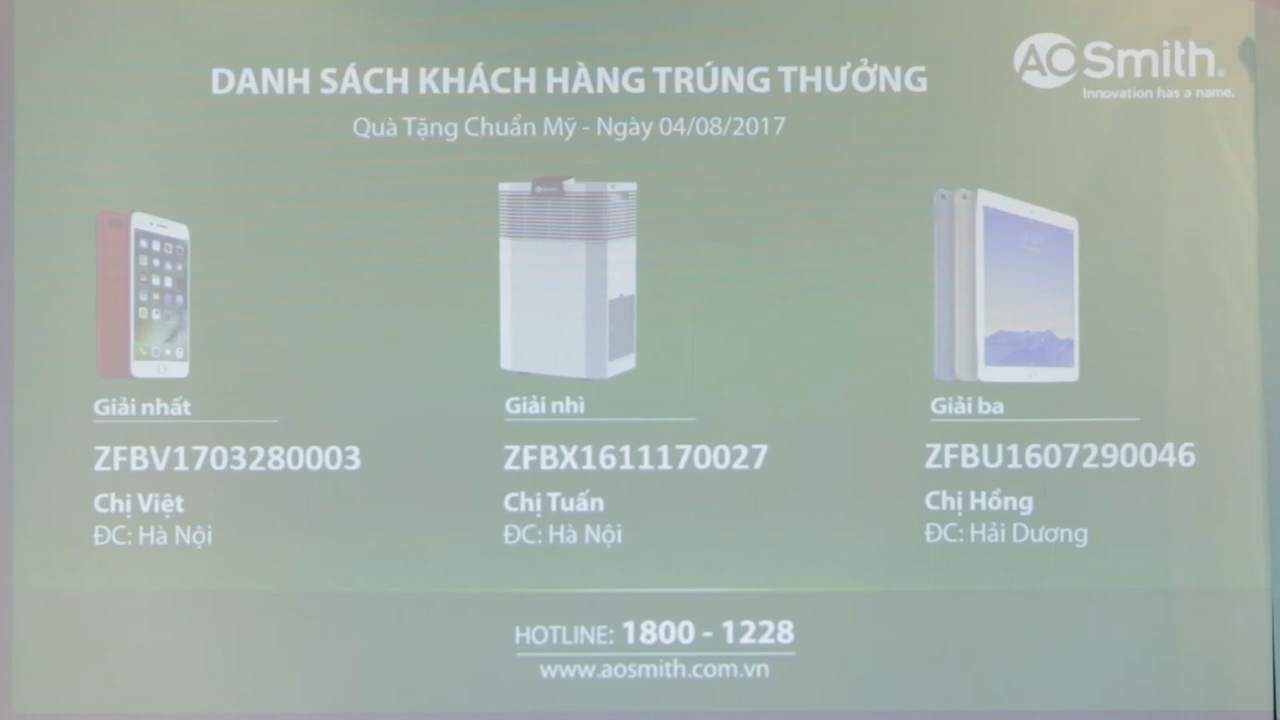 AO Smith.
Innovation has a name.
DANH SÁCH KHÁCH HÀNG TRÚNG THƯỞNG
Quà Tặng Chuẩn Mỹ - Ngày 04/08/2017
Giải nhất
ZFBV1703280003
Chị Việt
ĐC: Hà Nội
Giải nhì
ZFBX1611170027
Chị Tuấn
ĐC: Hà Nội
Giải ba
ZFBU1607290046
Chị Hồng
ĐC: Hải Dương
HOTLINE: 1800 - 1228
www.aosmith.com.vn